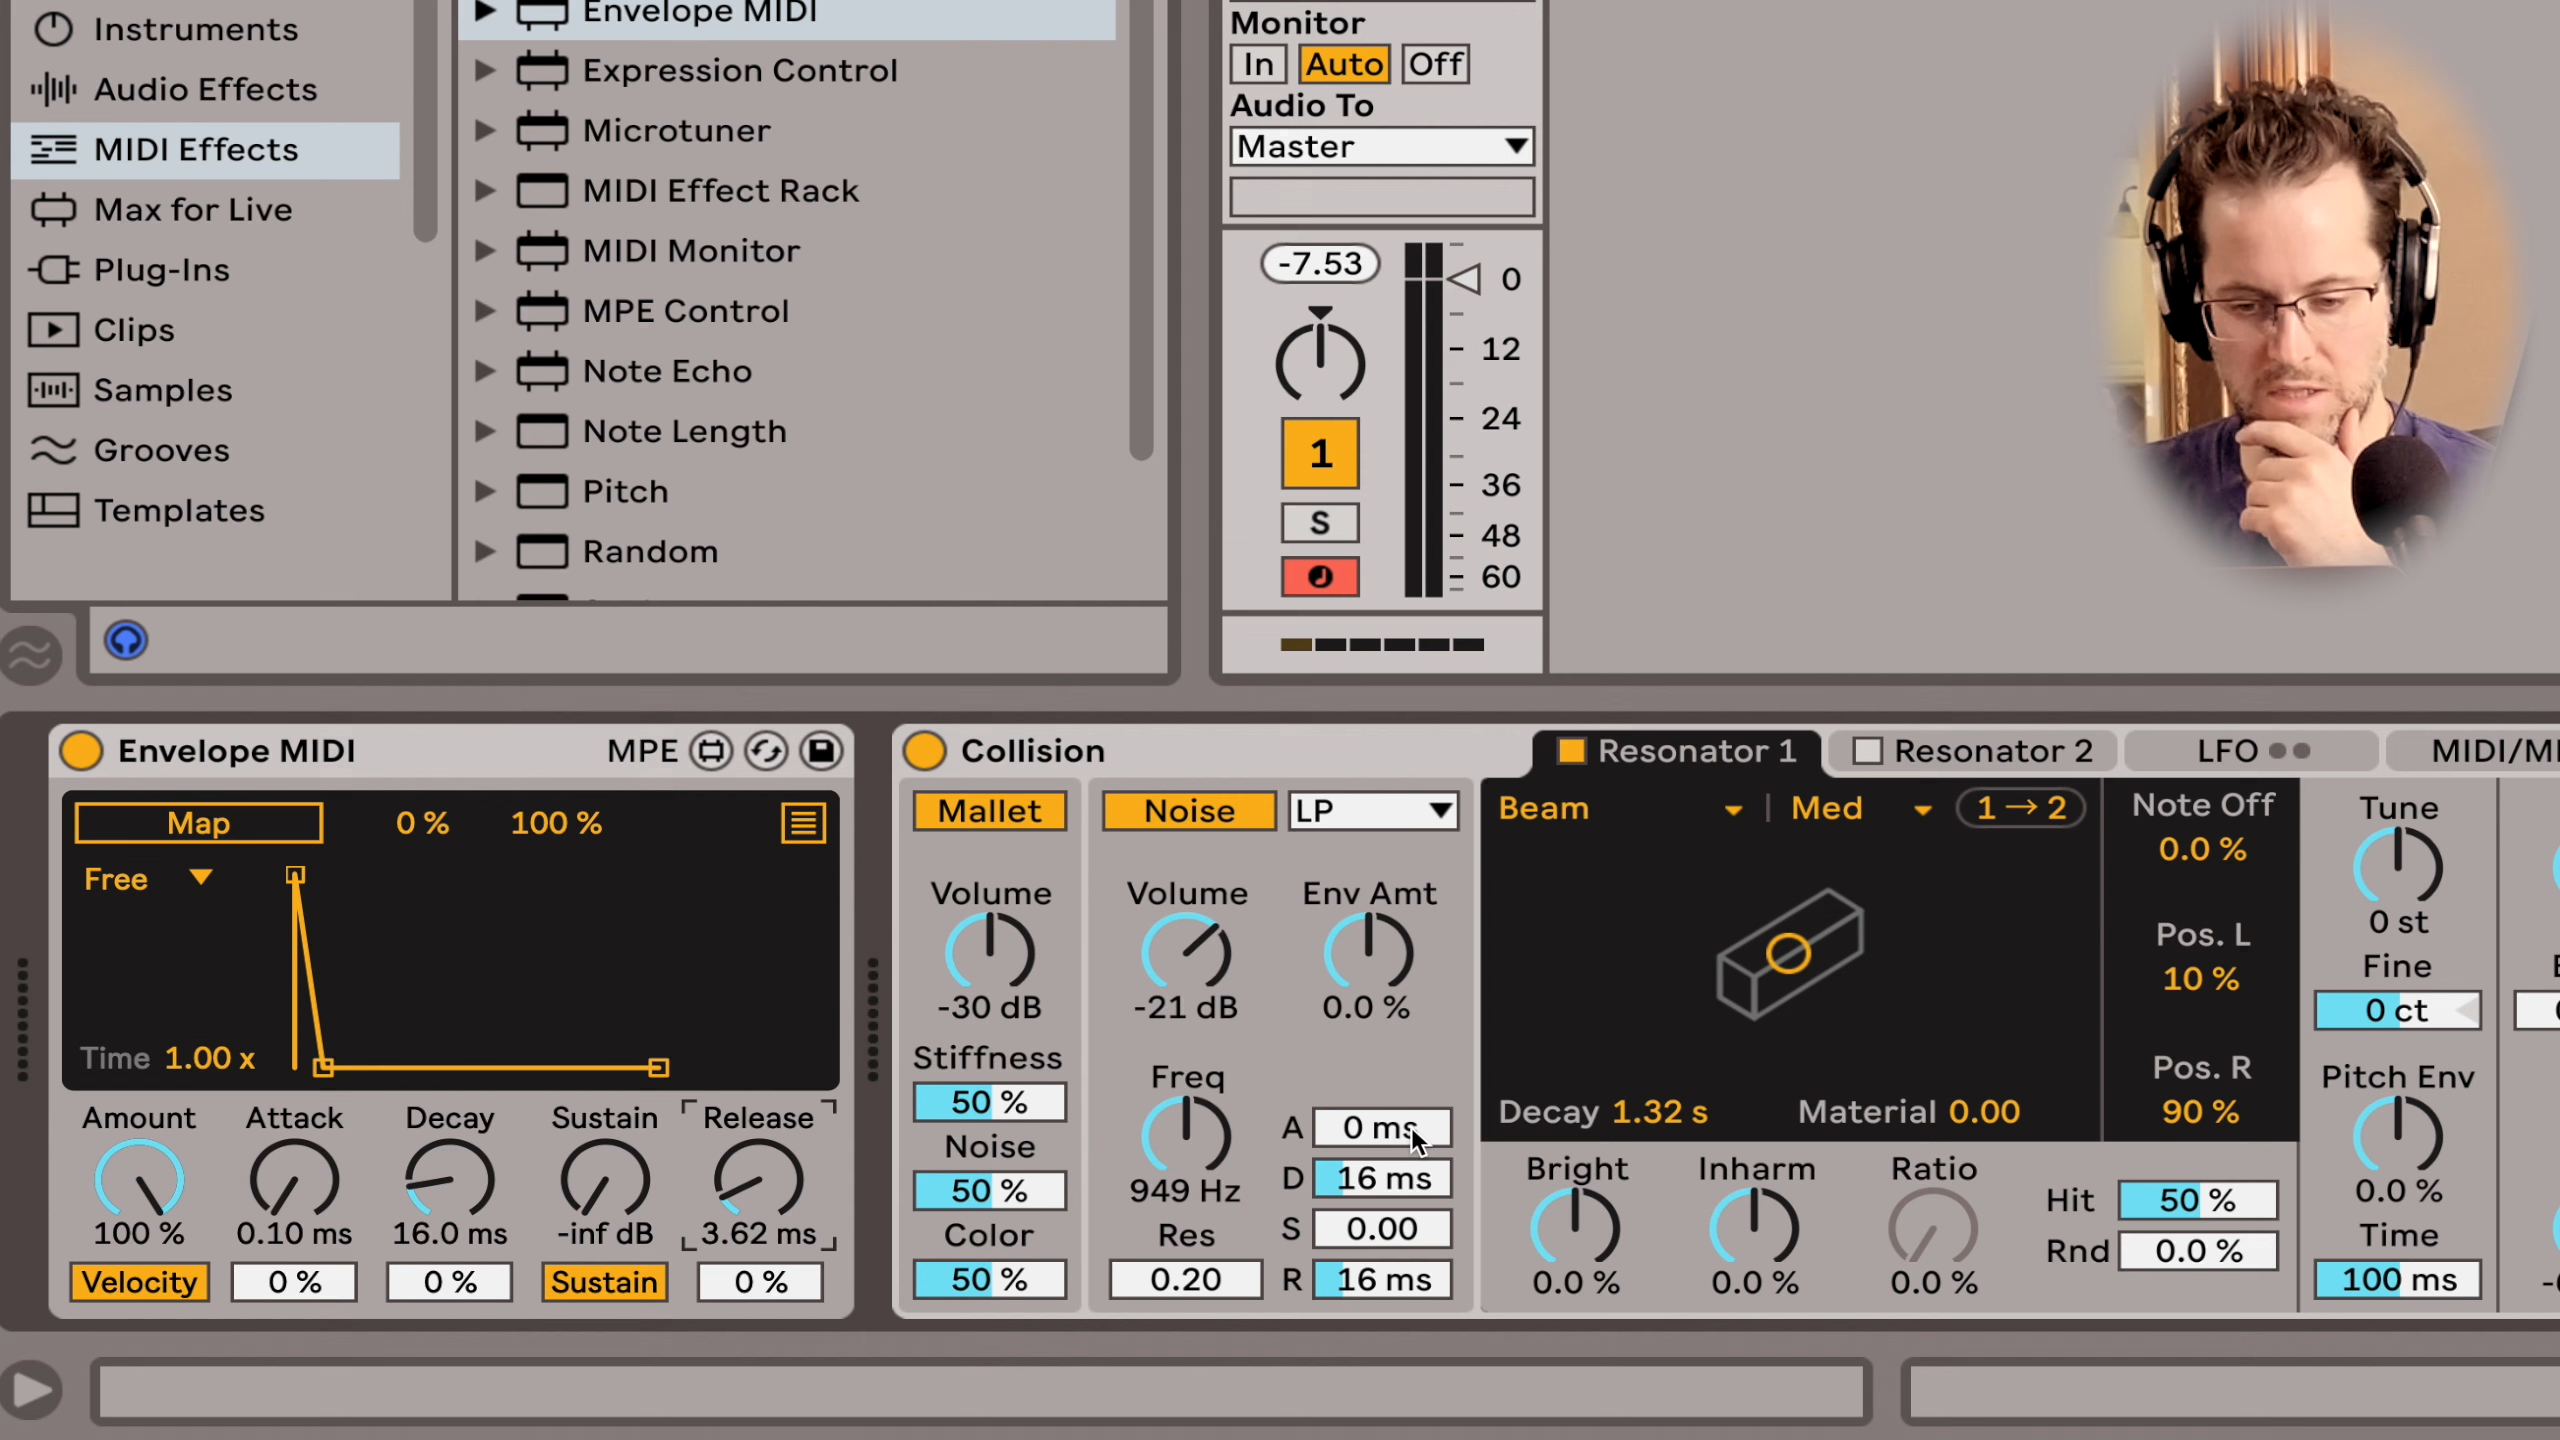 Instruments
Audio Effects
MIDI Effects
Max for Live
Plug-Ins
Clips
Samples
Grooves
Templates
Envelope MIDI
Expression Control
Microtuner
MIDI Effect Rack
MIDI Monitor
MPE Control
Note Echo
Note Length
Pitch
Random
Monitor
In Auto Off
Audio To
Master
-7.53
0
12
24
36
48
60
1
S
Envelope MIDI MPE
Map 0 % 100 %
Free
Time 1.00 x
Amount Attack Decay Sustain Release
100 % 0.10 ms 16.0 ms -inf dB 3.62 ms
Velocity 0 % 0 % Sustain 0 %
Collision
Mallet
Volume
-30 dB
Stiffness
50 %
Noise
50 %
Color
50 %
Noise LP
Volume Env Amt
-21 dB 0.0 %
Freq
949 Hz
Res
0.20
A 0 ms
D 16 ms
S 0.00
R 16 ms
Resonator 1 Resonator 2 LFO MIDI/M
Beam Med 1 → 2
Decay 1.32 s Material 0.00
Note Off
0.0 %
Pos. L
10 %
Pos. R
90 %
Bright Inharm Ratio
0.0 % 0.0 % 0.0 %
Hit 50 %
Rnd 0.0 %
Tune
0 st
Fine
0 ct
Pitch Env
0.0 %
Time
100 ms